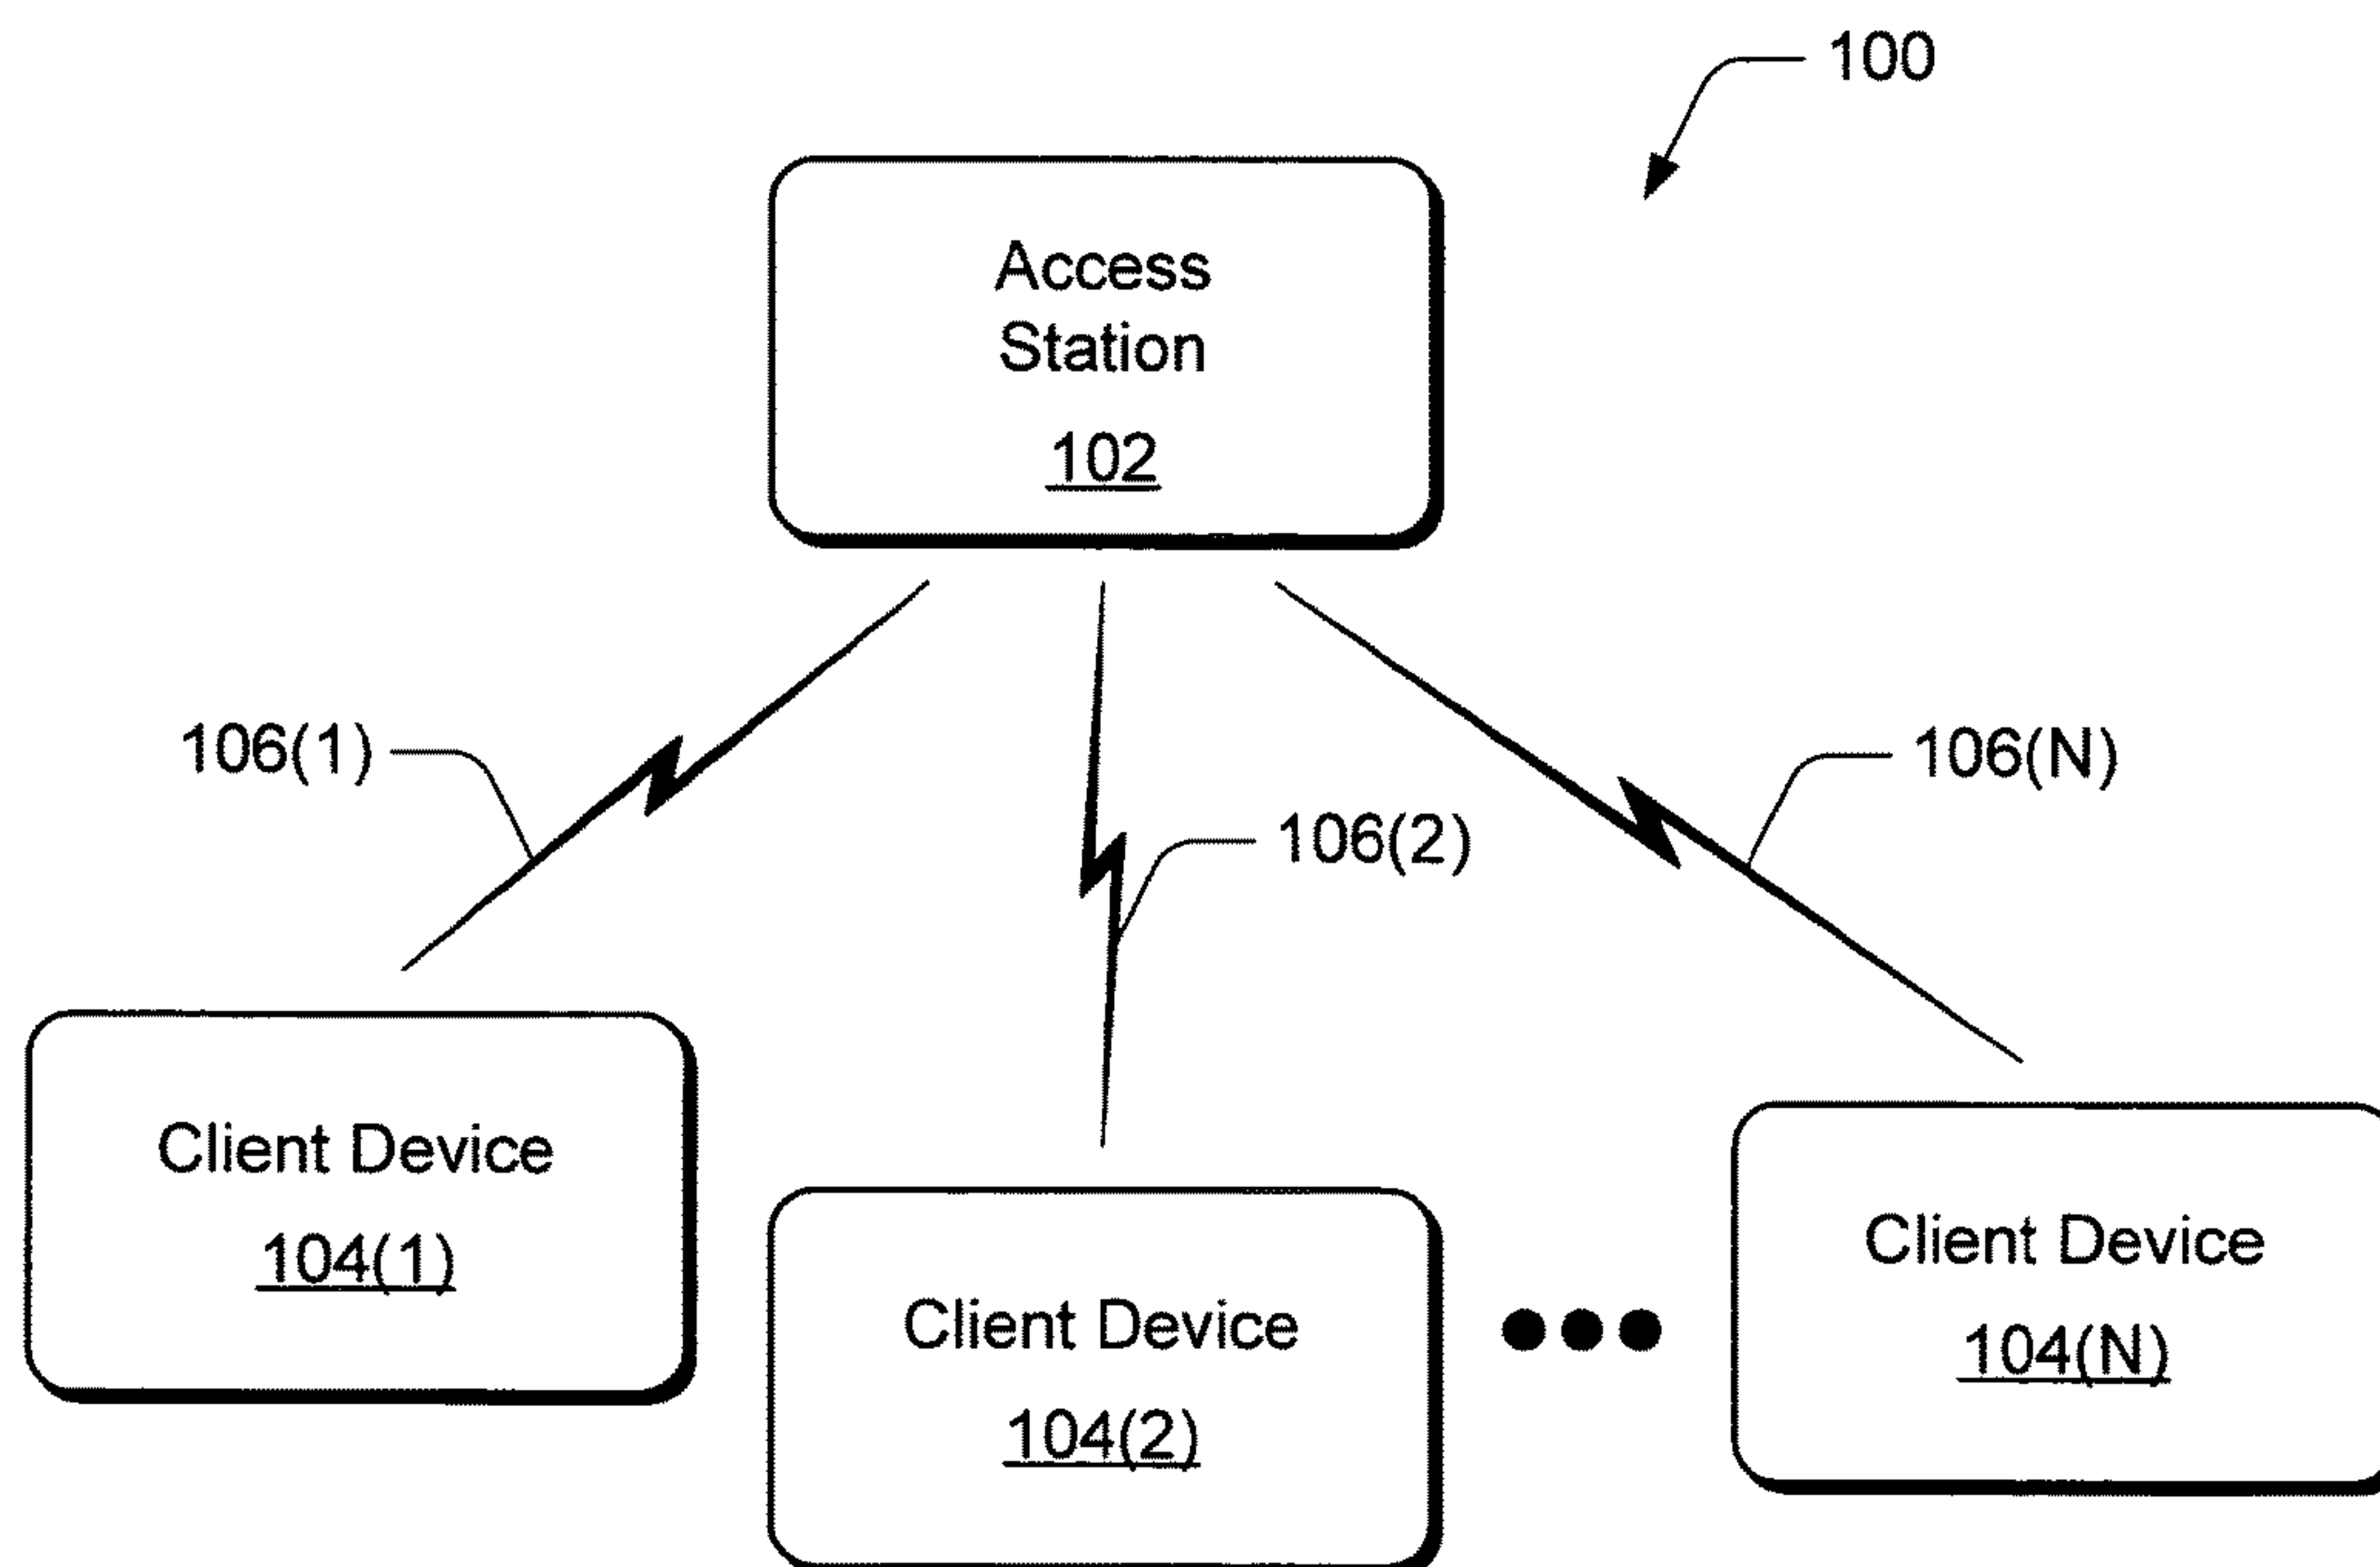 100
Access
Station
102
106(1)
106(N)
106(2)
Client Device
104(1)
Client Device
104(2)
Client Device
104(N)